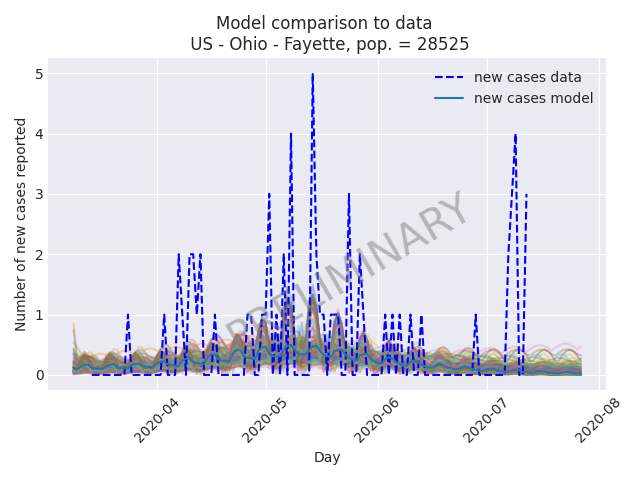 Model comparison to data
US - Ohio - Fayette, pop. = 28525
new cases data
new cases model
Number of new cases reported
5
4
3
2
1
0
PRELIMINARY
2020-04
2020-05
2020-06
2020-07
2020-08
Day